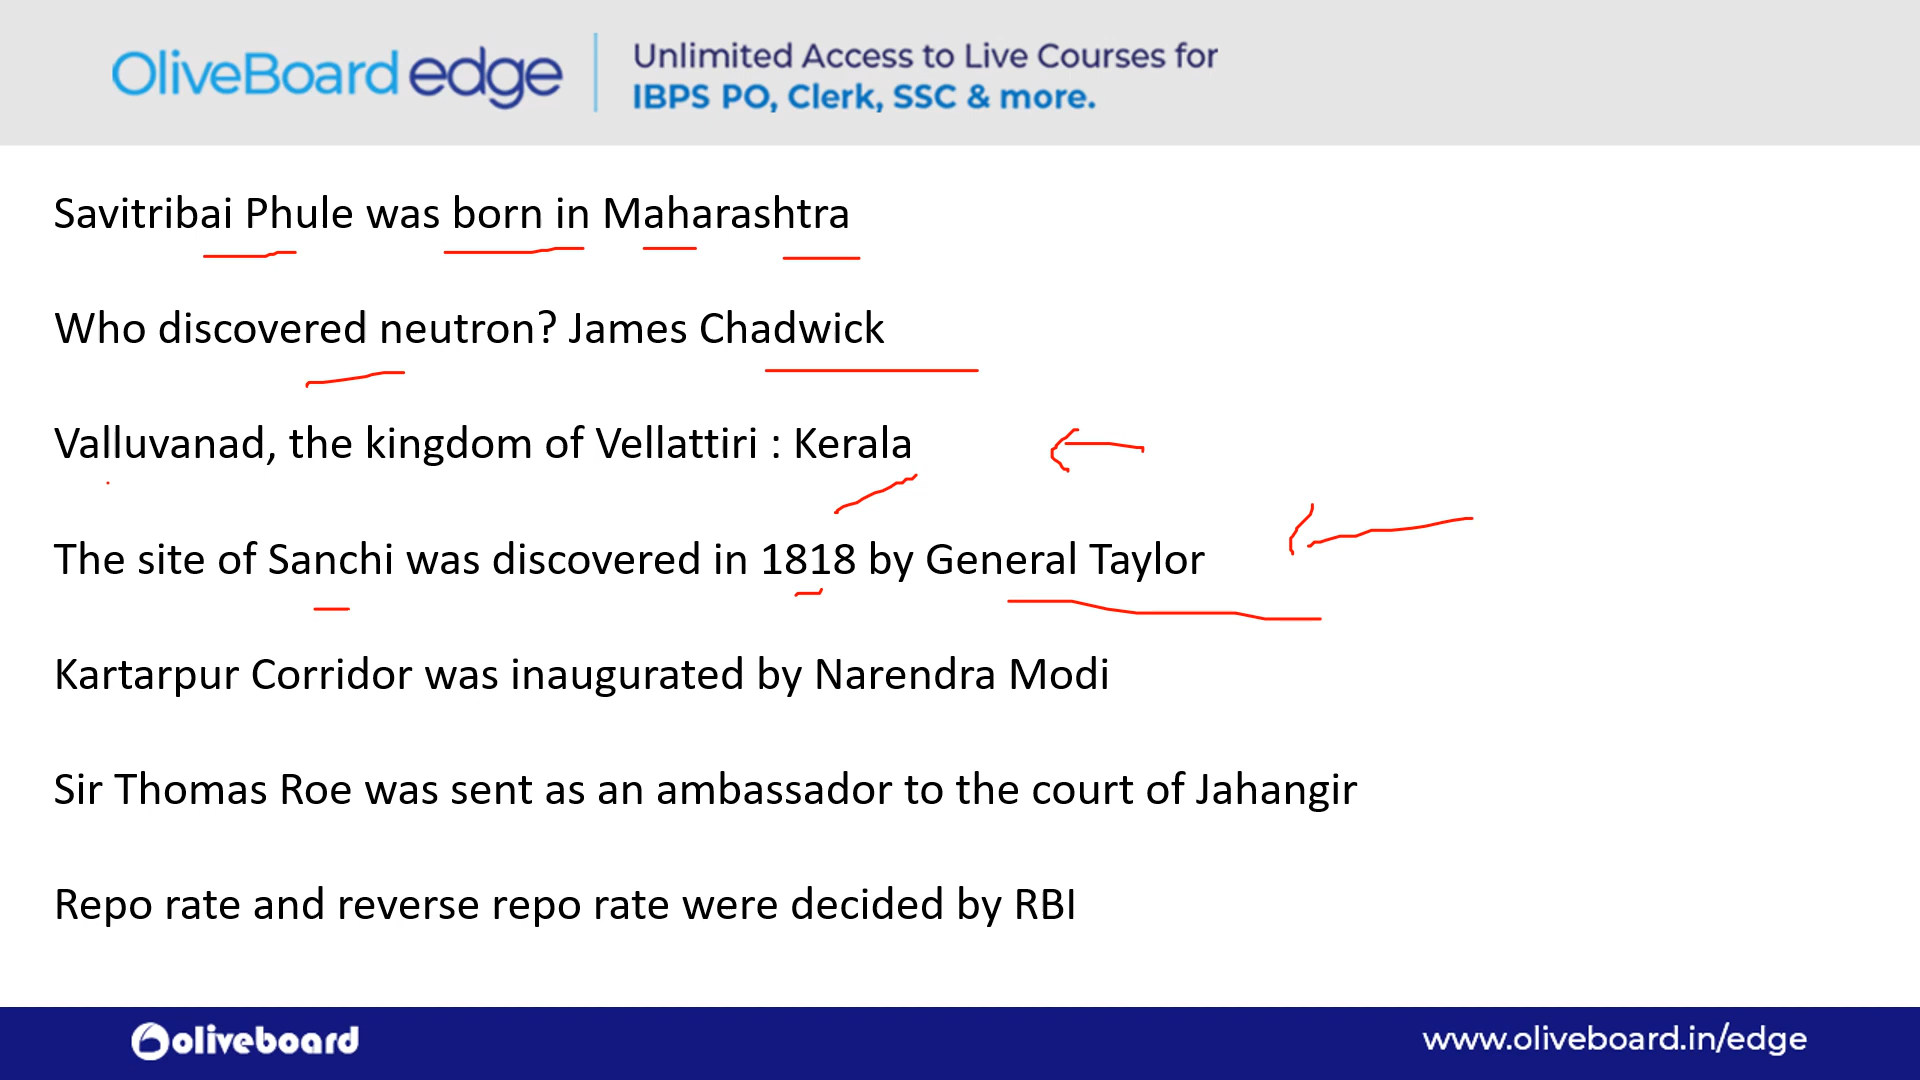 OliveBoard edge
Unlimited Access to Live Courses for
IBPS PO, Clerk, SSC & more.
Savitribai Phule was born in Maharashtra
Who discovered neutron? James Chadwick
Valluvanad, the kingdom of Vellattiri : Kerala
The site of Sanchi was discovered in 1818 by General Taylor
Kartarpur Corridor was inaugurated by Narendra Modi
Sir Thomas Roe was sent as an ambassador to the court of Jahangir
Repo rate and reverse repo rate were decided by RBI
oliveboard
www.oliveboard.in/edge